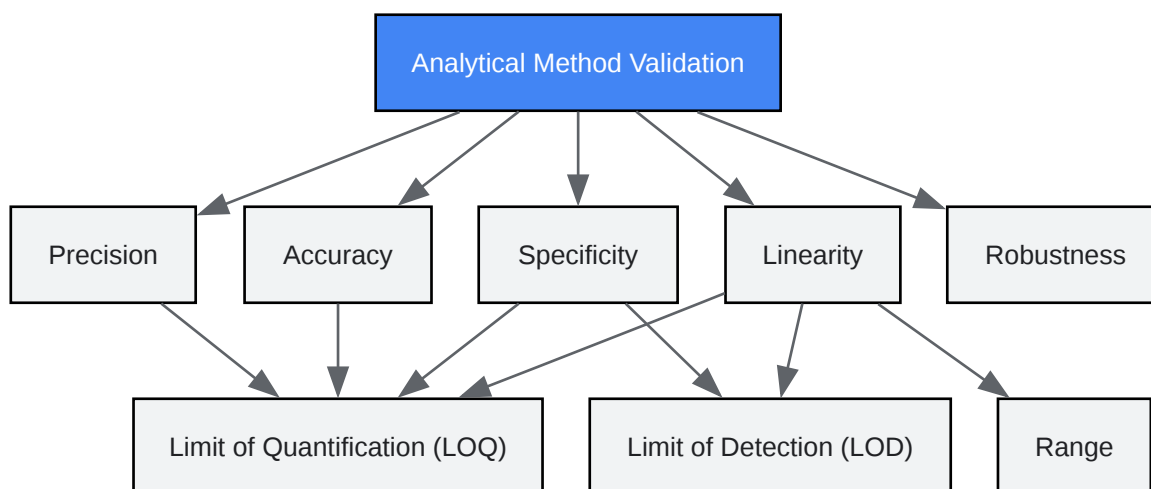 Analytical Method Validation
Precision
Accuracy
Specificity
Linearity
Robustness
Limit of Quantification (LOQ)
Limit of Detection (LOD)
Range